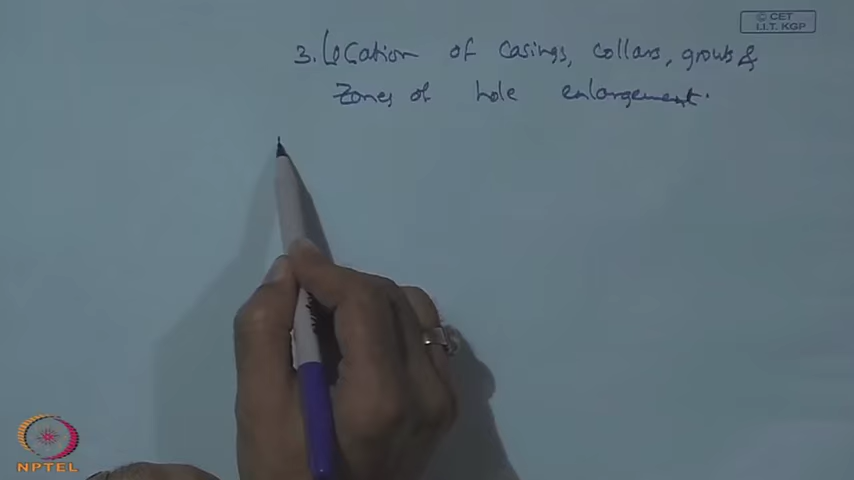 © CET
I.I.T. KGP
3. Location of casings, collars, grouts &
zones of hole enlargement.
NPTEL